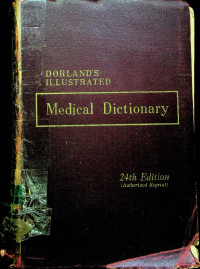 DORLAND'S
ILLUSTRATED
Medical Dictionary
24th Edition
(Authorized Reprint)